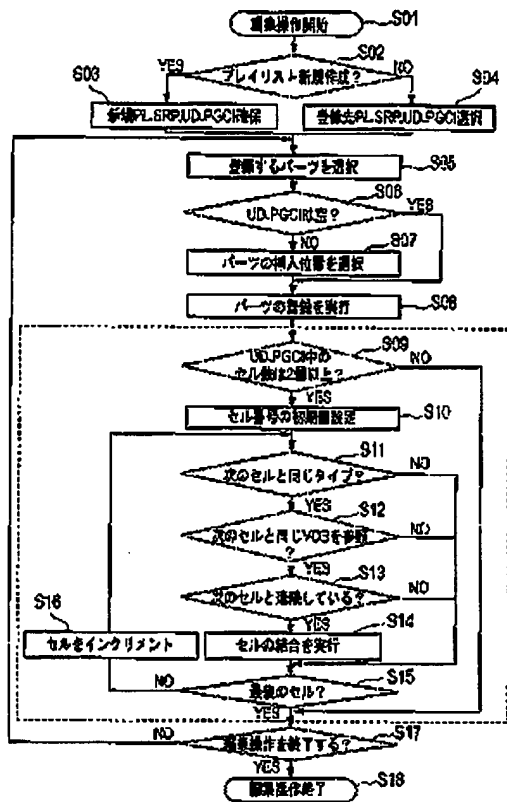 編集操作開始
S01
S02
YES
プレイリスト新規作成?
NO
S03
S04
新規PL_SRP,UD_PGCI確保
登録先PL_SRP,UD_PGCI選択
S05
登録するパーツを選択
S06
UD_PGCIは空?
YES
NO
S07
パーツの挿入位置を選択
S08
パーツの登録を実行
S09
UD_PGCI中の
セル数は2個以上?
NO
YES
S10
セル番号の初期値設定
S11
次のセルと同じタイプ?
NO
YES
S12
次のセルと同じVOBを参照
?
NO
YES
S13
次のセルと連続している?
NO
YES
S16
S14
セルをインクリメント
セルの結合を実行
S15
NO
最後のセル?
YES
S17
NO
編集操作を終了する?
YES
S18
編集操作終了